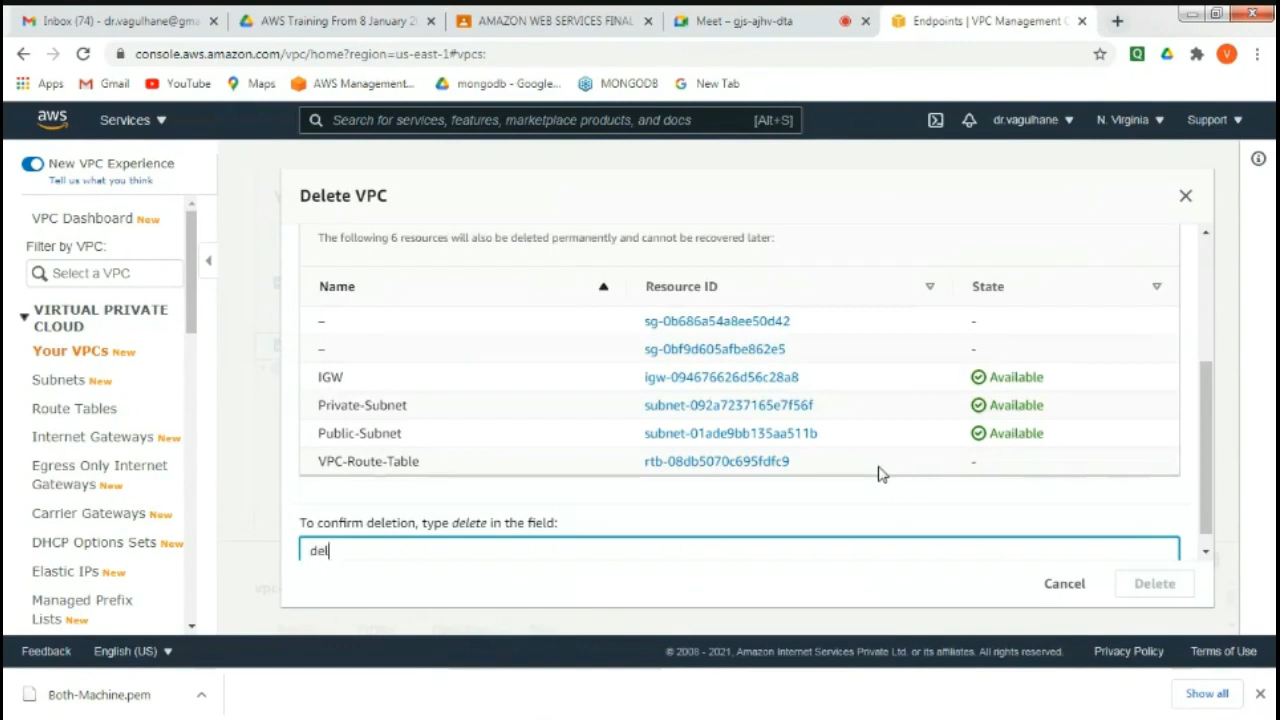 Inbox (74) - dr.vagulhane@gma
AWS Training From 8 January 2
AMAZON WEB SERVICES FINAL
Meet – gjs-ajhv-dta
Endpoints | VPC Management C
console.aws.amazon.com/vpc/home?region=us-east-1#vpcs:
Apps
Gmail
YouTube
Maps
AWS Management...
mongodb - Google...
MONGODB
New Tab
aws
Services
Search for services, features, marketplace products, and docs
[Alt+S]
dr.vagulhane
N. Virginia
Support
New VPC Experience
Tell us what you think
VPC Dashboard New
Filter by VPC:
Select a VPC
VIRTUAL PRIVATE
CLOUD
Your VPCs New
Subnets New
Route Tables
Internet Gateways New
Egress Only Internet
Gateways New
Carrier Gateways New
DHCP Options Sets New
Elastic IPs New
Managed Prefix
Lists New
Delete VPC
The following 6 resources will also be deleted permanently and cannot be recovered later:
Name Resource ID State
– sg-0b686a54a8ee50d42 -
– sg-0bf9d605afbe862e5 -
IGW igw-094676626d56c28a8 Available
Private-Subnet subnet-092a7237165e7f56f Available
Public-Subnet subnet-01ade9bb135aa511b Available
VPC-Route-Table rtb-08db5070c695fdfc9 -
To confirm deletion, type delete in the field:
del
Cancel
Delete
Feedback
English (US)
© 2008 - 2021, Amazon Internet Services Private Ltd. or its affiliates. All rights reserved.
Privacy Policy
Terms of Use
Both-Machine.pem
Show all